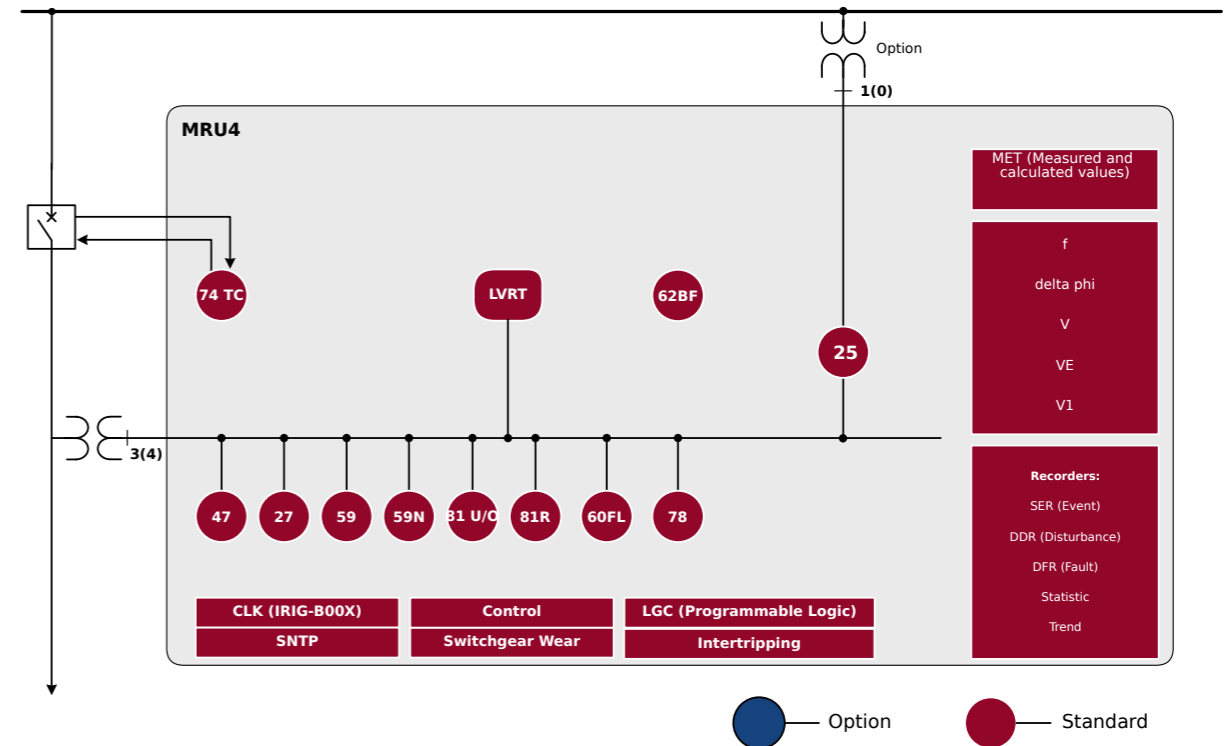 Option
1(0)
MRU4
MET (Measured and
calculated values)
f
delta phi
V
VE
V1
74 TC
LVRT
62BF
25
3(4)
47
27
59
59N
81 U/O
81R
60FL
78
Recorders:
SER (Event)
DDR (Disturbance)
DFR (Fault)
Statistic
Trend
CLK (IRIG-B00X)
Control
LGC (Programmable Logic)
SNTP
Switchgear Wear
Intertripping
Option
Standard